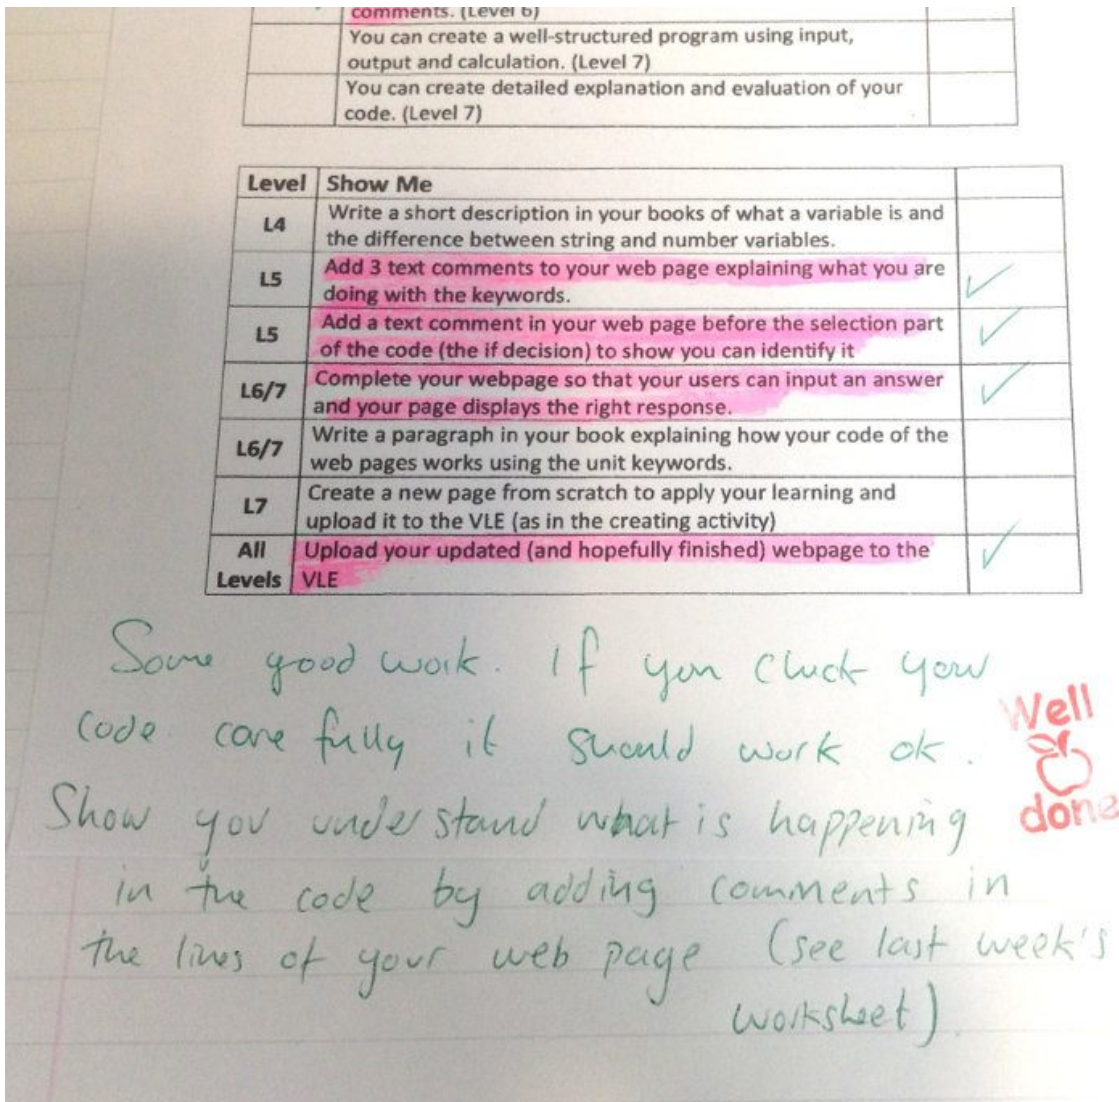 comments. (Level 6)
You can create a well-structured program using input,
output and calculation. (Level 7)
You can create detailed explanation and evaluation of your
code. (Level 7)
Level Show Me
L4 Write a short description in your books of what a variable is and
the difference between string and number variables.
L5 Add 3 text comments to your web page explaining what you are
doing with the keywords.
L5 Add a text comment in your web page before the selection part
of the code (the if decision) to show you can identify it
L6/7 Complete your webpage so that your users can input an answer
and your page displays the right response.
L6/7 Write a paragraph in your book explaining how your code of the
web pages works using the unit keywords.
L7 Create a new page from scratch to apply your learning and
upload it to the VLE (as in the creating activity)
All Levels Upload your updated (and hopefully finished) webpage to the
VLE
Some good work. If you check your
code carefully it should work ok.
Show you understand what is happening
in the code by adding comments in
the lines of your web page (see last week's
worksheet)
Well
done